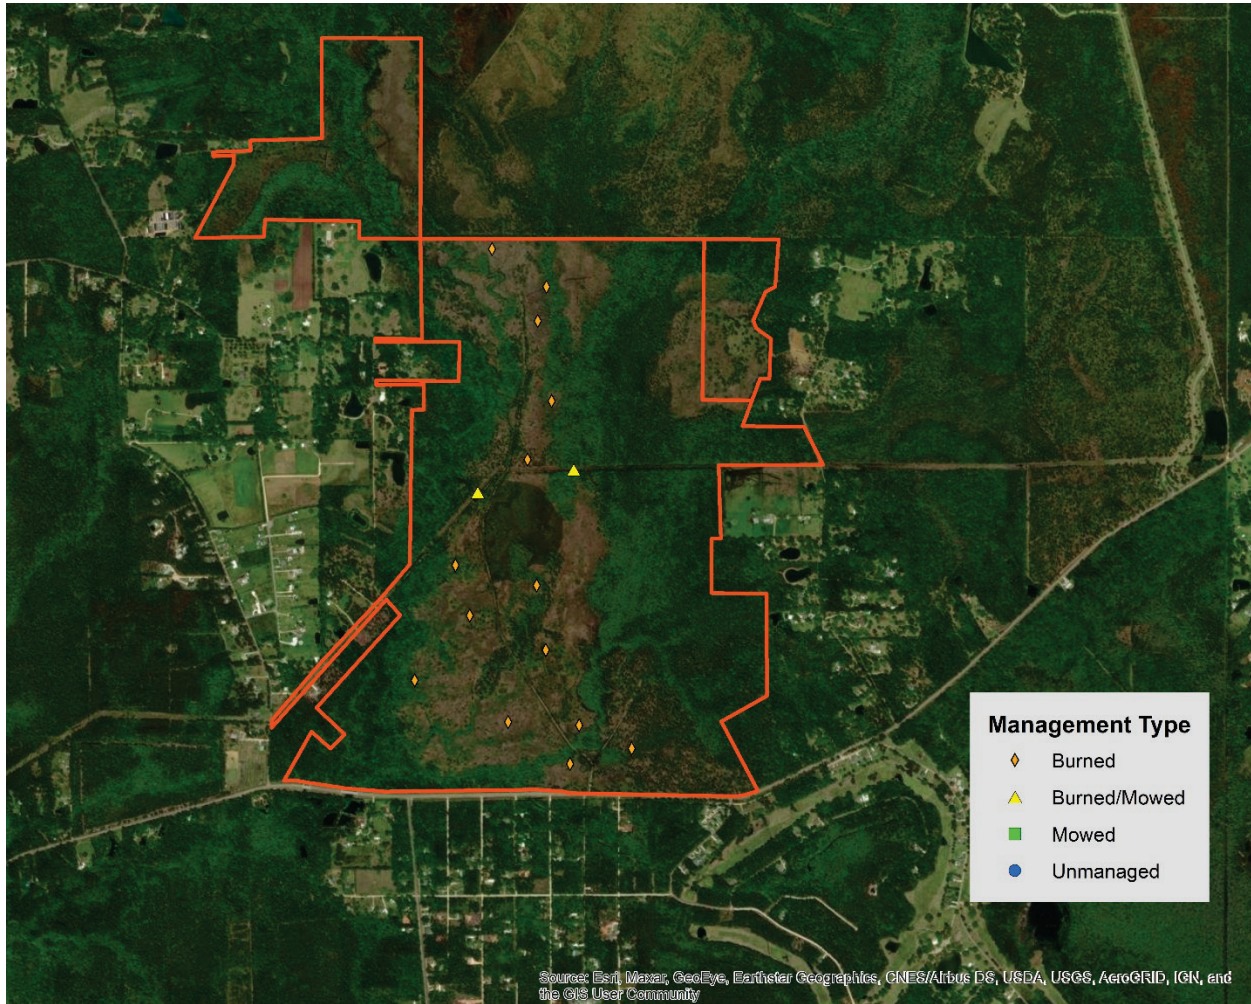 Management Type
Burned
Burned/Mowed
Mowed
Unmanaged
Source: Esri, Maxar, GeoEye, Earthstar Geographics, CNES/Airbus DS, USDA, USGS, AeroGRID, IGN, and
the GIS User Community